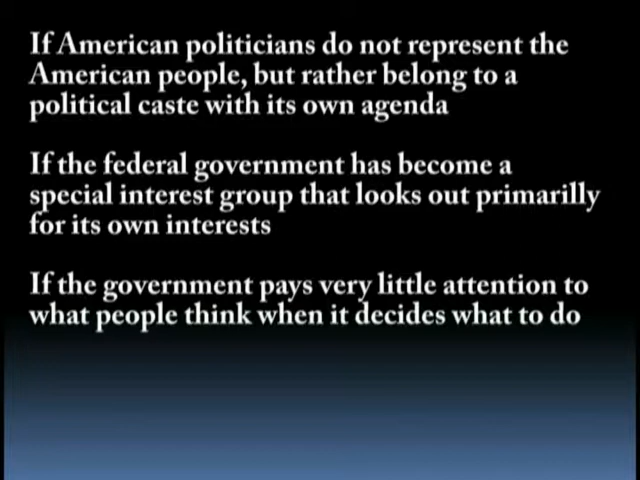 If American politicians do not represent the
American people, but rather belong to a
political caste with its own agenda
If the federal government has become a
special interest group that looks out primarilly
for its own interests
If the government pays very little attention to
what people think when it decides what to do